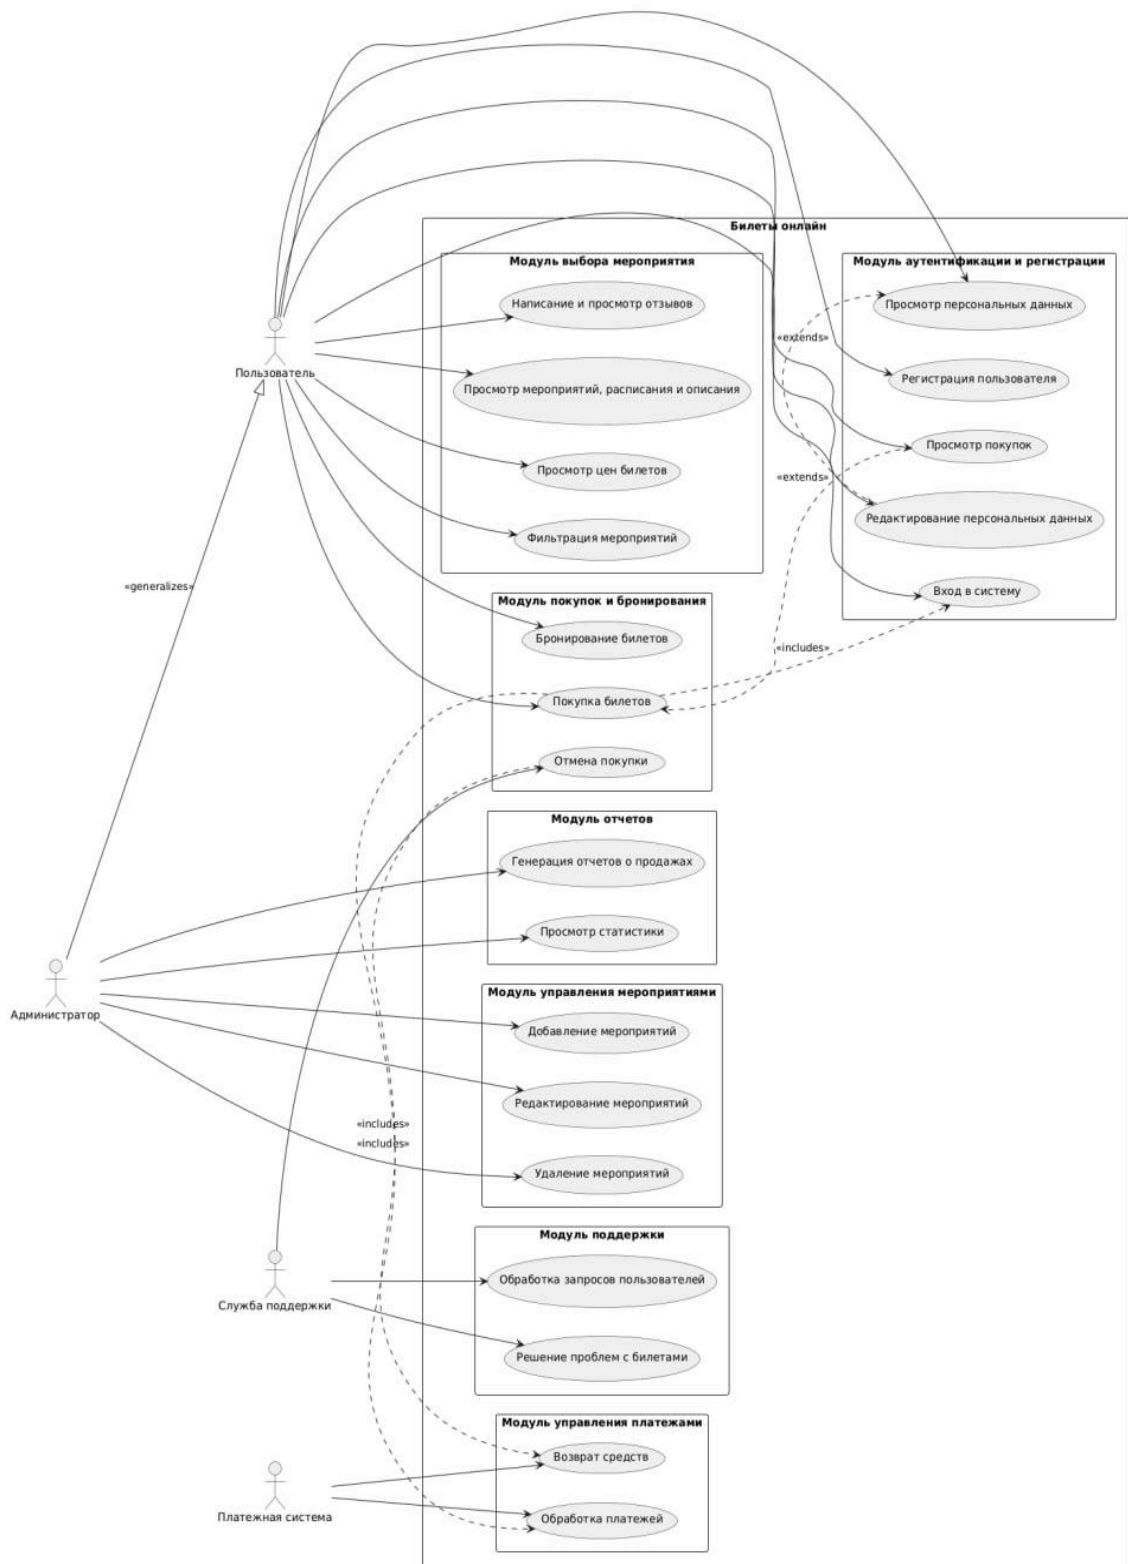 Билеты онлайн
Модуль выбора мероприятия
Модуль аутентификации и регистрации
Написание и просмотр отзывов
Просмотр персональных данных
«extends»
Пользователь
Просмотр мероприятий, расписания и описания
Регистрация пользователя
Просмотр покупок
Просмотр цен билетов
«extends»
Редактирование персональных данных
Фильтрация мероприятий
«generalizes»
Вход в систему
Модуль покупок и бронирования
Бронирование билетов
«includes»
Покупка билетов
Отмена покупки
Модуль отчетов
Генерация отчетов о продажах
Просмотр статистики
Модуль управления мероприятиями
Администратор
Добавление мероприятий
Редактирование мероприятий
«includes»
«includes»
Удаление мероприятий
Модуль поддержки
Обработка запросов пользователей
Служба поддержки
Решение проблем с билетами
Модуль управления платежами
Возврат средств
Платежная система
Обработка платежей